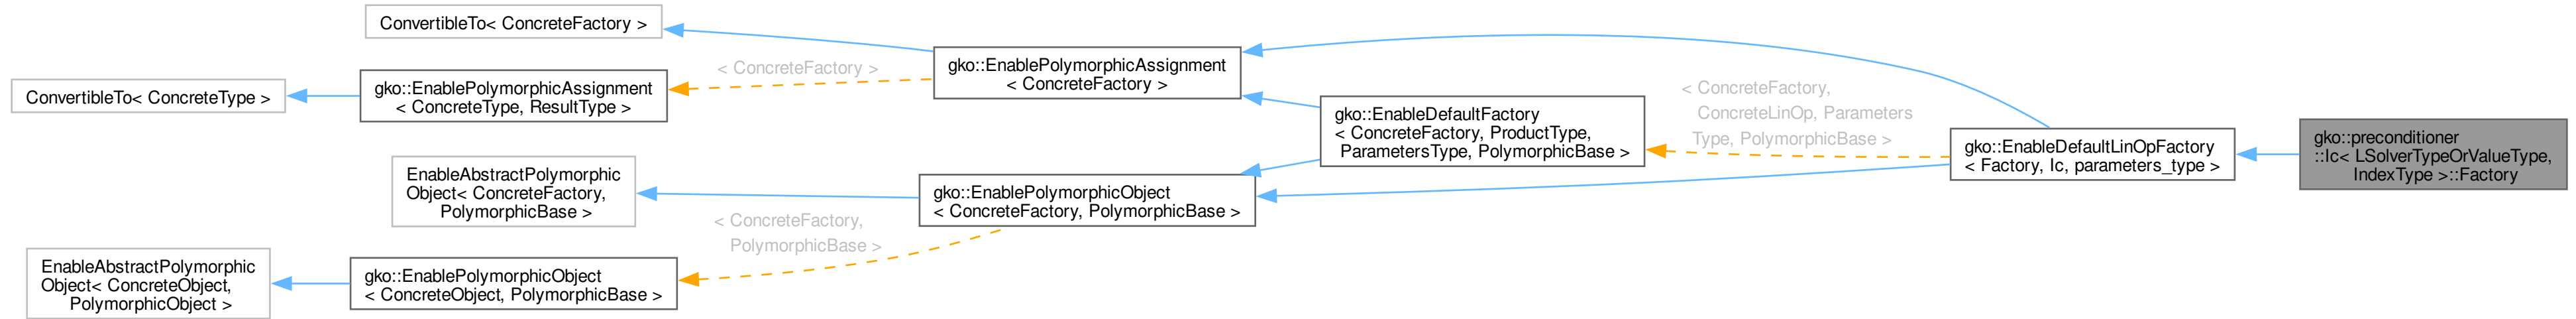 ConvertibleTo< ConcreteFactory >
ConvertibleTo< ConcreteType >
gko::EnablePolymorphicAssignment
< ConcreteType, ResultType >
< ConcreteFactory >
gko::EnablePolymorphicAssignment
< ConcreteFactory >
EnableAbstractPolymorphic
Object< ConcreteFactory,
PolymorphicBase >
EnableAbstractPolymorphic
Object< ConcreteObject,
PolymorphicObject >
gko::EnablePolymorphicObject
< ConcreteObject, PolymorphicBase >
< ConcreteFactory,
PolymorphicBase >
gko::EnablePolymorphicObject
< ConcreteFactory, PolymorphicBase >
gko::EnableDefaultFactory
< ConcreteFactory, ProductType,
ParametersType, PolymorphicBase >
< ConcreteFactory,
ConcreteLinOp, Parameters
Type, PolymorphicBase >
gko::EnableDefaultLinOpFactory
< Factory, Ic, parameters_type >
gko::preconditioner
::Ic< LSolverTypeOrValueType,
IndexType >::Factory